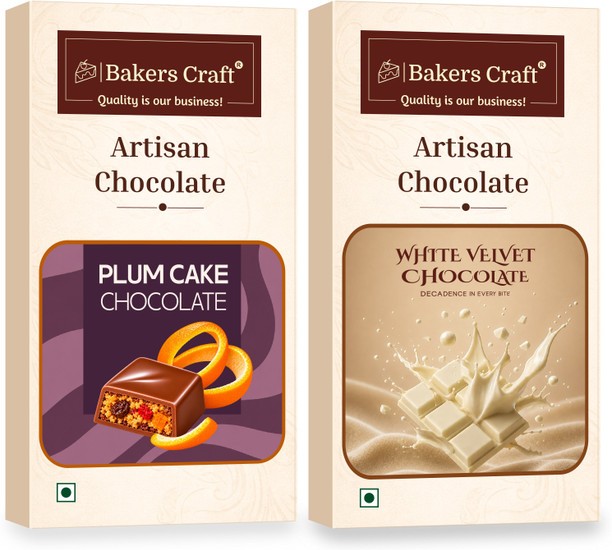 Bakers Craft®
Quality is our business!
Artisan
Chocolate
PLUM CAKE
CHOCOLATE
Bakers Craft®
Quality is our business!
Artisan
Chocolate
WHITE VELVET
CHOCOLATE
DECADENCE IN EVERY BITE